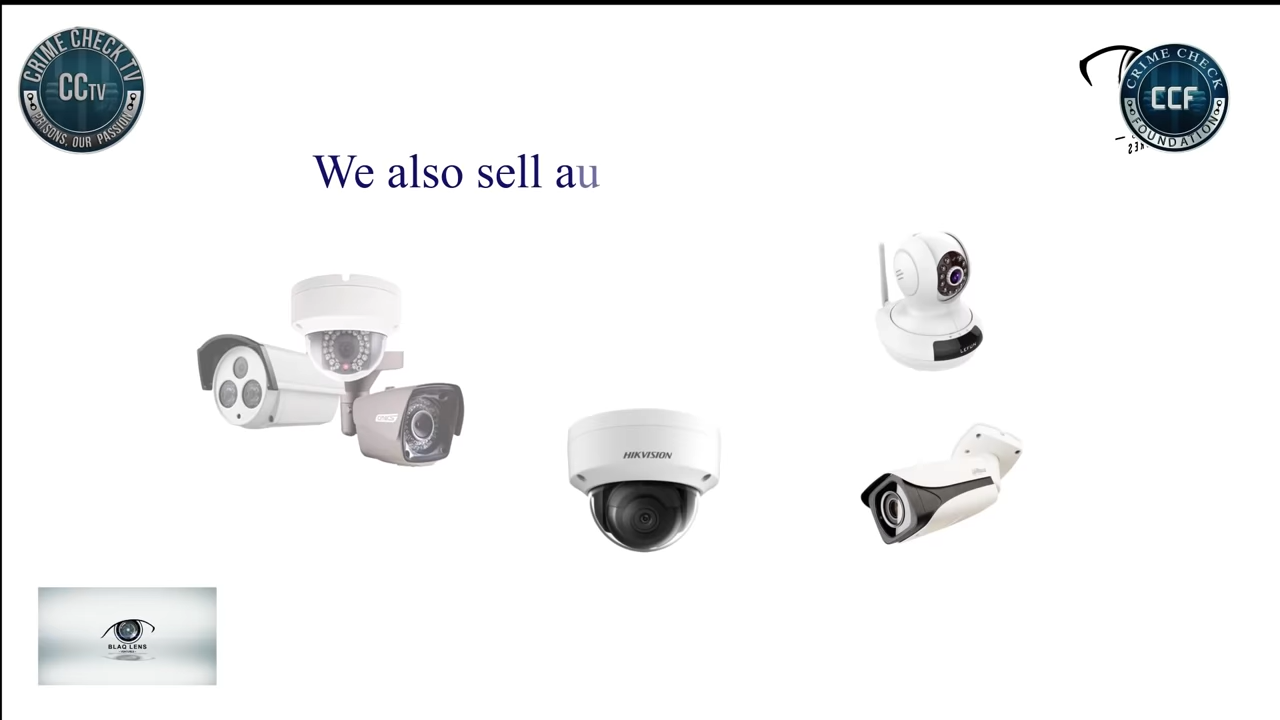 CRIME CHECK TV
CCTV
PRISONS, OUR PASSION
CRIME CHECK
CCF
FOUNDATION
We also sell au
HIKVISION
BLAQ LENS